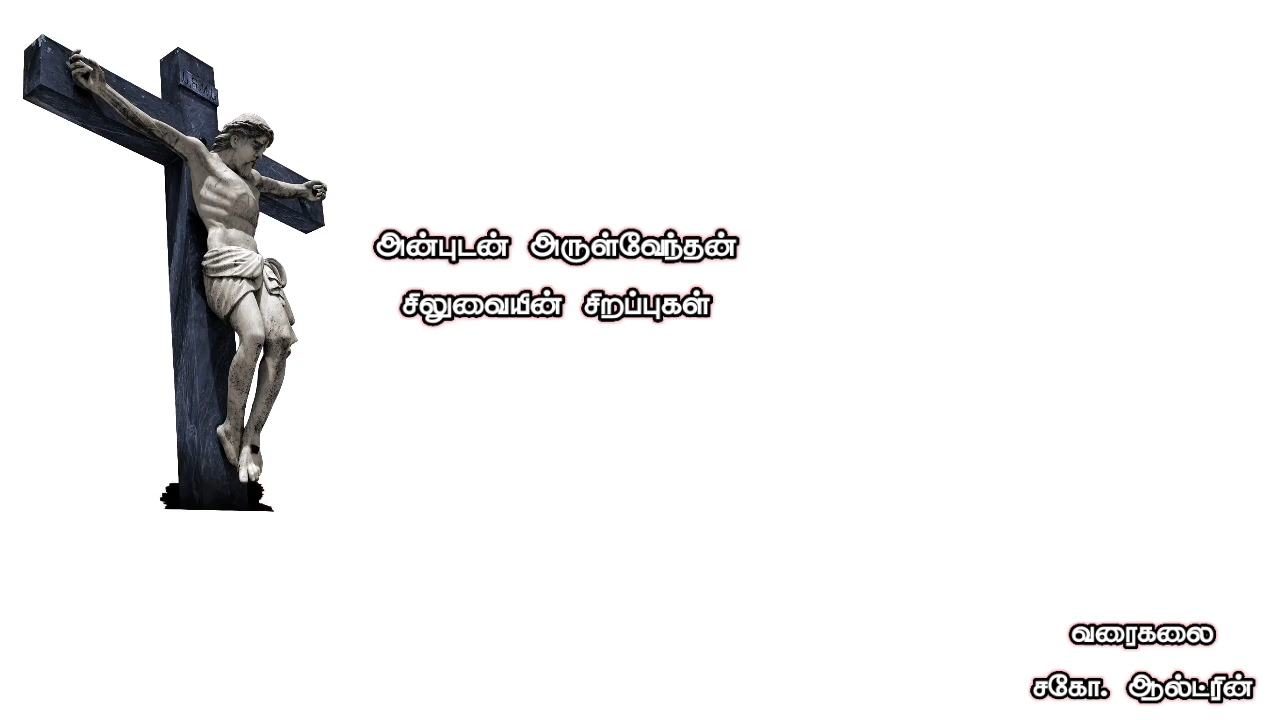 அன்புடன் அருள்வேந்தன்
சிலுவையின் சிறப்புகள்
வரைகலை
சகோ. ஆல்ட்ரின்